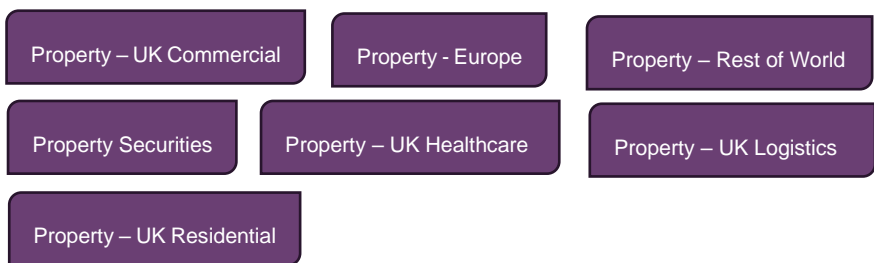 Property – UK Commercial
Property - Europe
Property – Rest of World
Property Securities
Property – UK Healthcare
Property – UK Logistics
Property – UK Residential